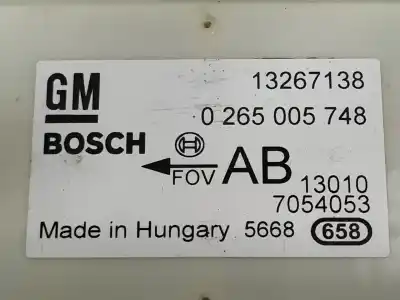 GM 13267138
BOSCH 0 265 005 748
FOV AB 13010
7054053
Made in Hungary 5668 658